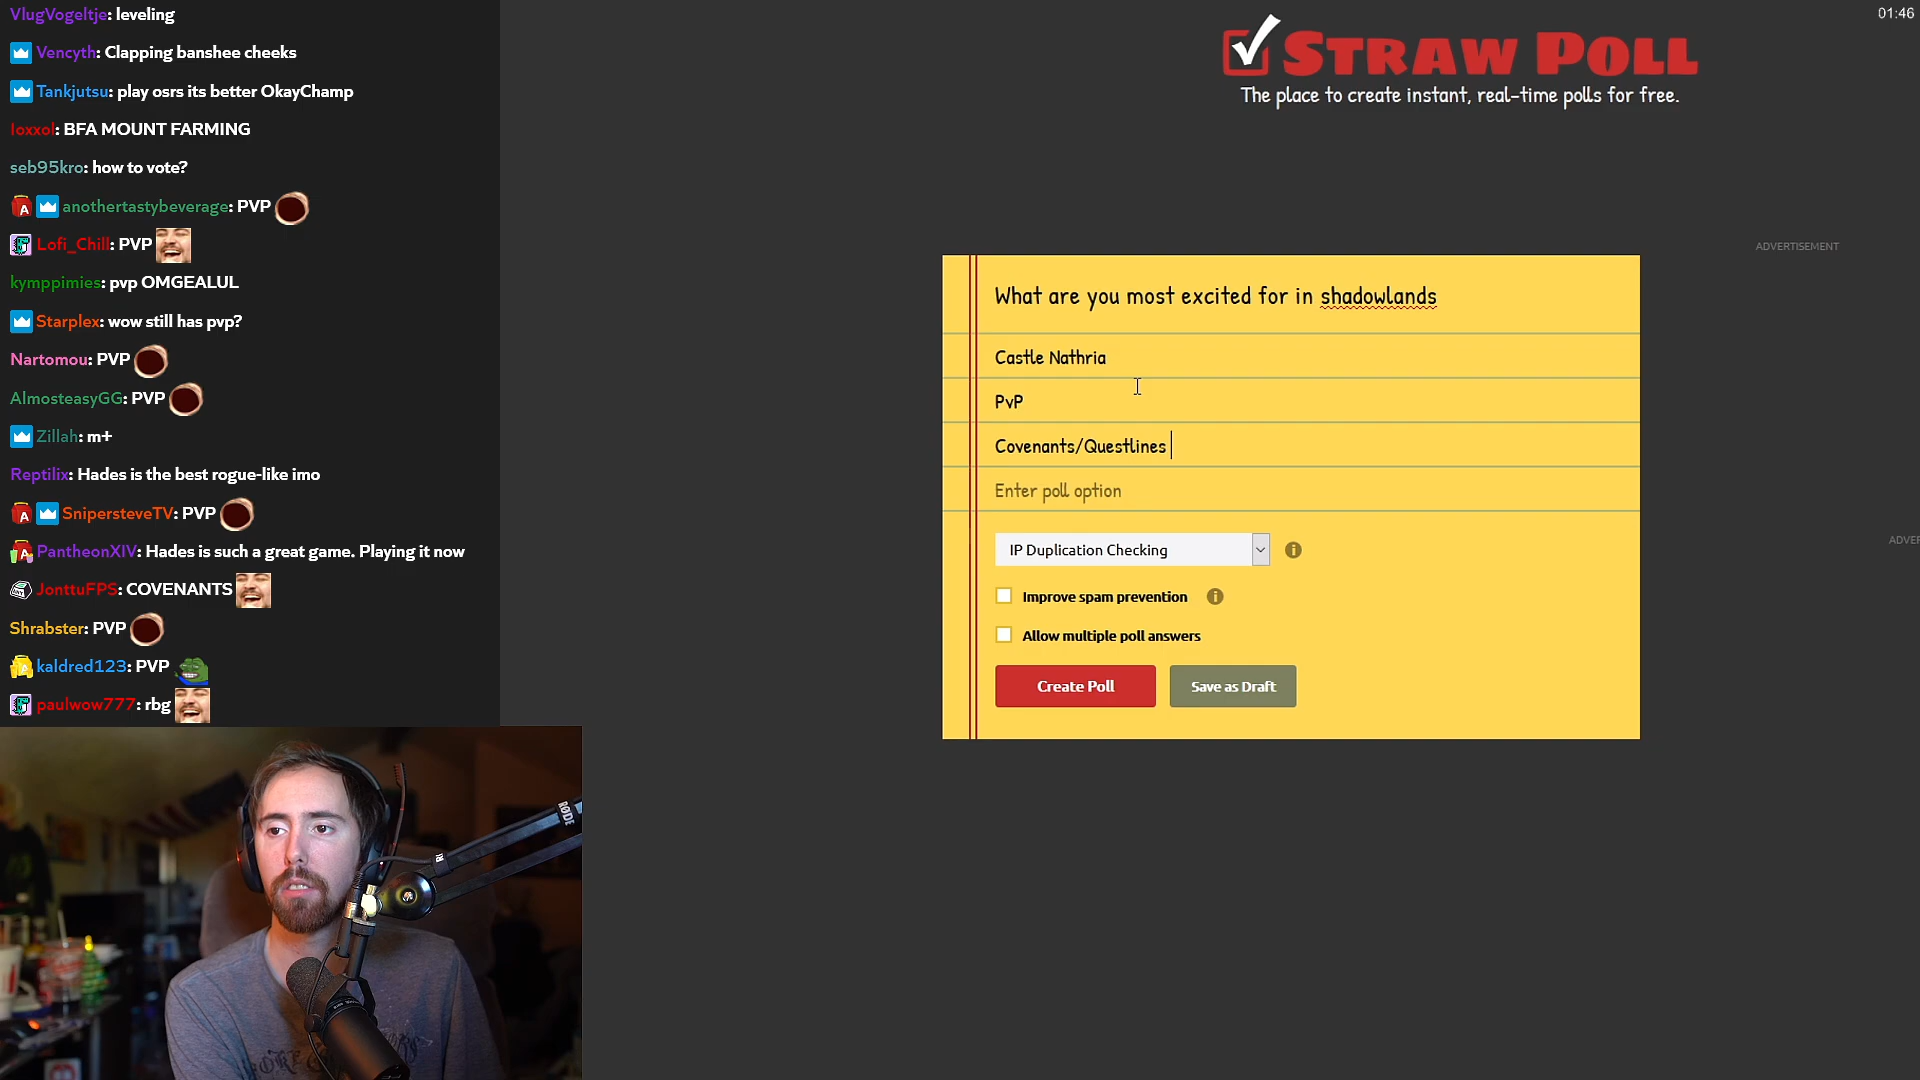 VlugVogeltje: leveling
Vencyth: Clapping banshee cheeks
Tankjutsu: play osrs its better OkayChamp
Ioxxol: BFA MOUNT FARMING
seb95kro: how to vote?
anothertastybeverage: PVP
Lofi_Chill: PVP
kymppimies: pvp OMGEALUL
Starplex: wow still has pvp?
Nartomou: PVP
AlmosteasyGG: PVP
Zillah: m+
Reptilix: Hades is the best rogue-like imo
SnipersteveTV: PVP
PantheonXIV: Hades is such a great game. Playing it now
JonttuFPS: COVENANTS
Shrabster: PVP
kaldred123: PVP
paulwow777: rbg
RØDE
01:46
STRAW POLL
The place to create instant, real-time polls for free.
ADVERTISEMENT
What are you most excited for in shadowlands
Castle Nathria
PvP
Covenants/Questlines
Enter poll option
IP Duplication Checking
Improve spam prevention
Allow multiple poll answers
Create Poll
Save as Draft
ADVER